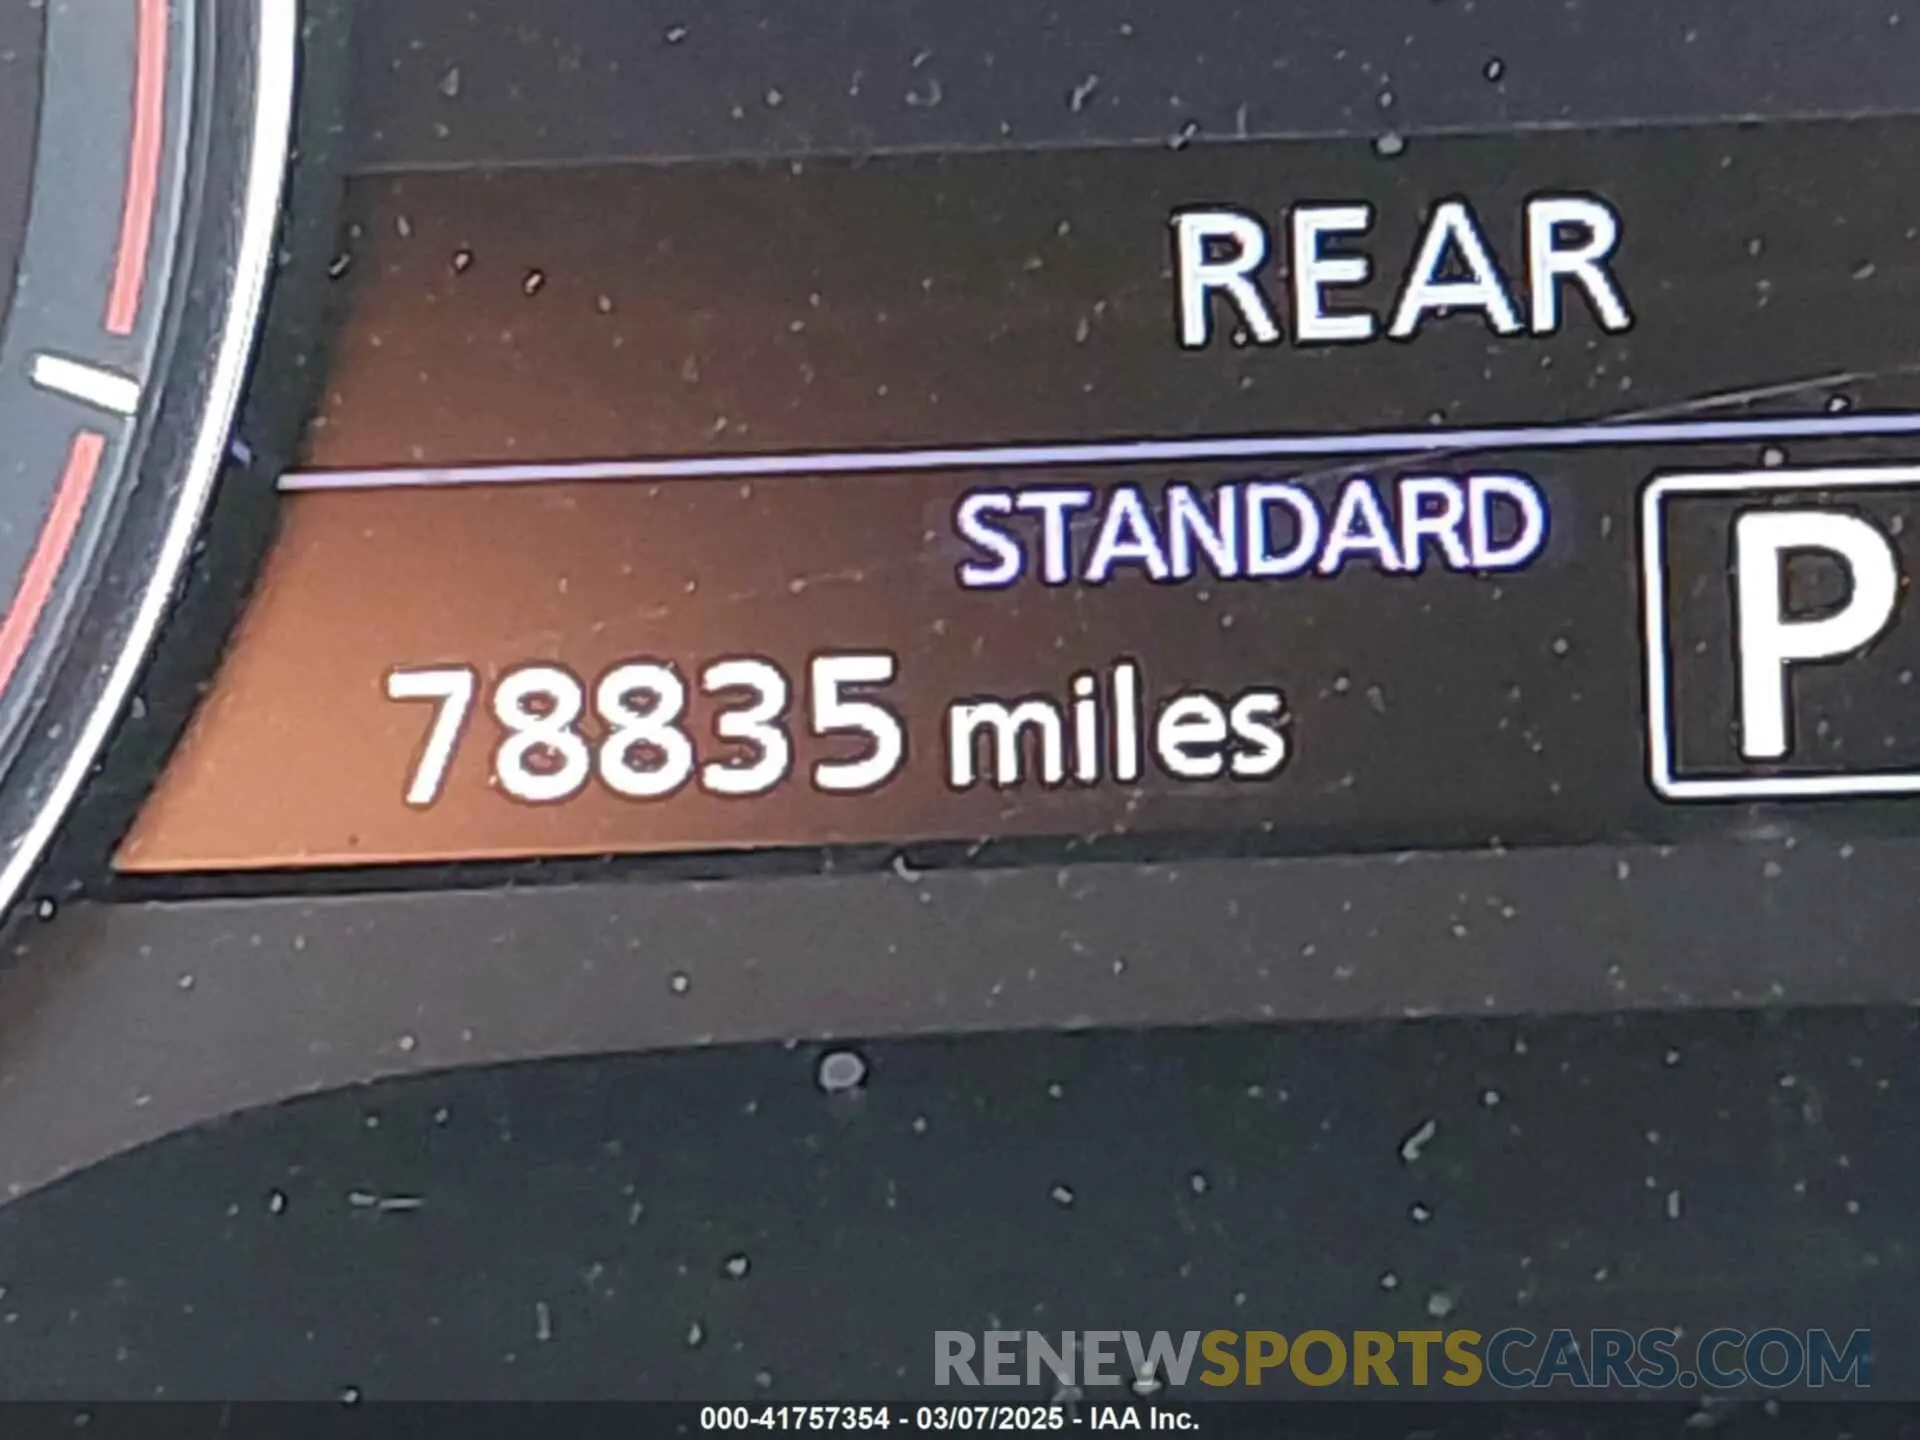 REAR
STANDARD
P
78835 miles
RENEWSPORTSCARS.COM
000-41757354 - 03/07/2025 - IAA Inc.